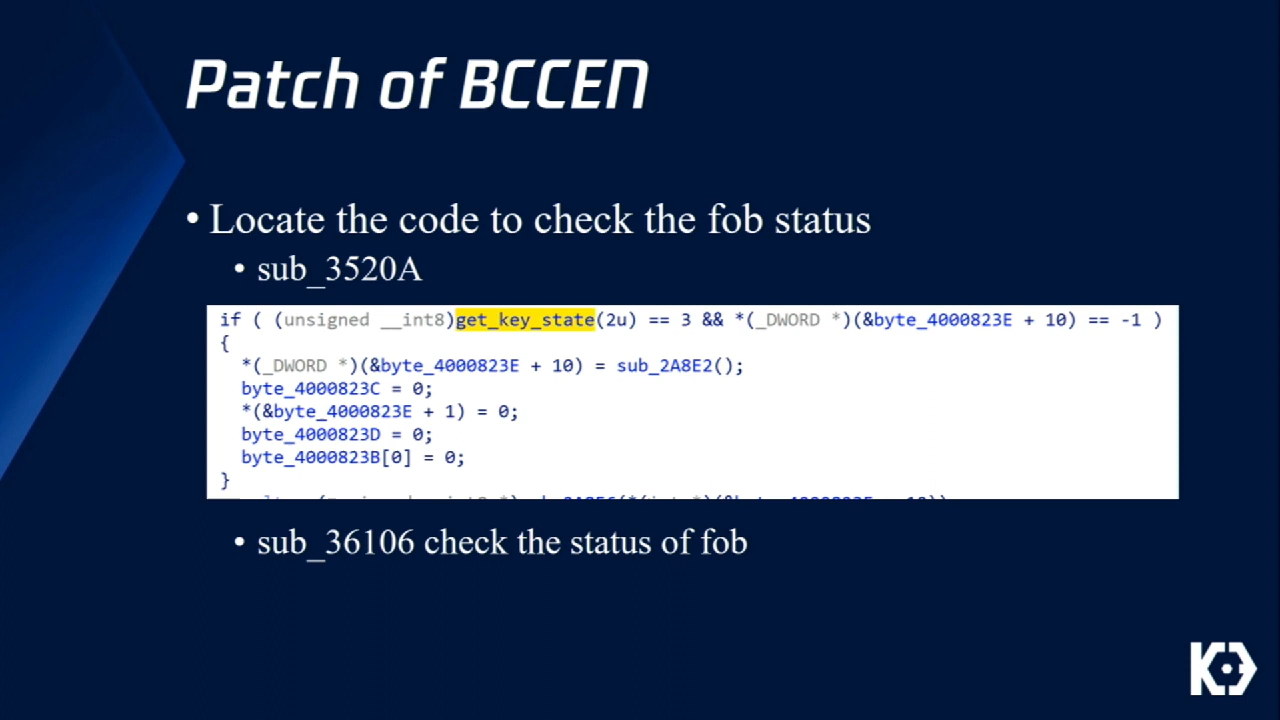 Patch of BCCEN
• Locate the code to check the fob status
• sub_3520A
if ( (unsigned __int8)get_key_state(2u) == 3 && *(_DWORD *)(&byte_4000823E + 10) == -1 )
{
*(_DWORD *)(&byte_4000823E + 10) = sub_2A8E2();
byte_4000823C = 0;
*(&byte_4000823E + 1) = 0;
byte_4000823D = 0;
byte_4000823B[0] = 0;
}
• sub_36106 check the status of fob